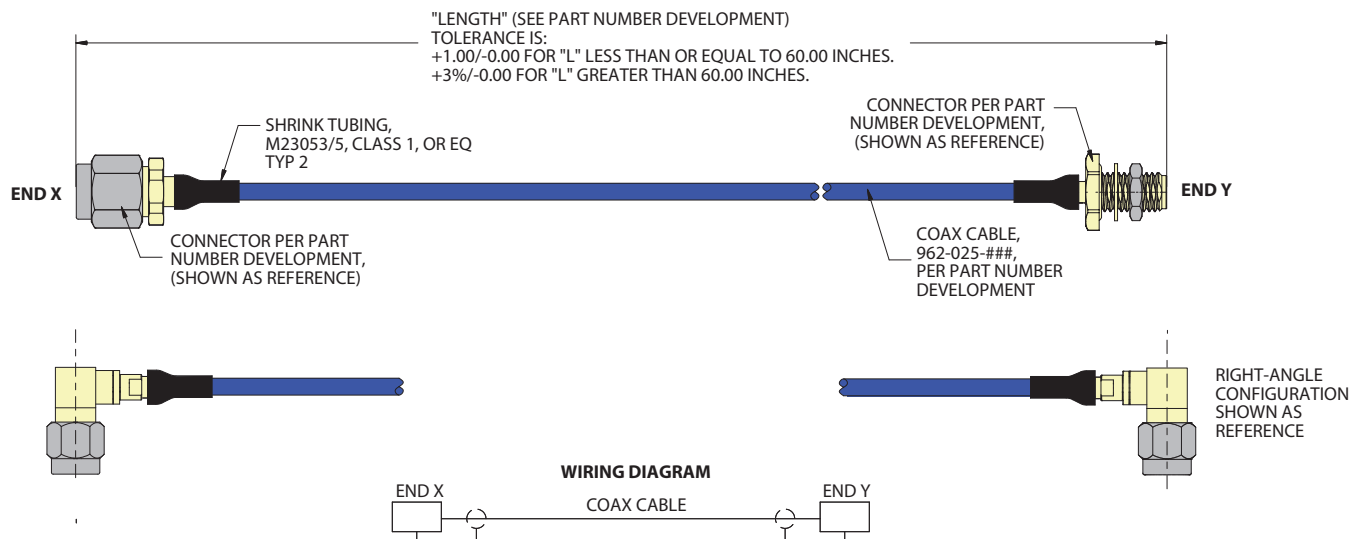 "LENGTH" (SEE PART NUMBER DEVELOPMENT)
TOLERANCE IS:
+1.00/-0.00 FOR "L" LESS THAN OR EQUAL TO 60.00 INCHES.
+3%/-0.00 FOR "L" GREATER THAN 60.00 INCHES.
CONNECTOR PER PART
NUMBER DEVELOPMENT,
(SHOWN AS REFERENCE)
SHRINK TUBING,
M23053/5, CLASS 1, OR EQ
TYP 2
END X
END Y
CONNECTOR PER PART
NUMBER DEVELOPMENT,
(SHOWN AS REFERENCE)
COAX CABLE,
962-025-###,
PER PART NUMBER
DEVELOPMENT
RIGHT-ANGLE
CONFIGURATION
SHOWN AS
REFERENCE
WIRING DIAGRAM
END X
COAX CABLE
END Y